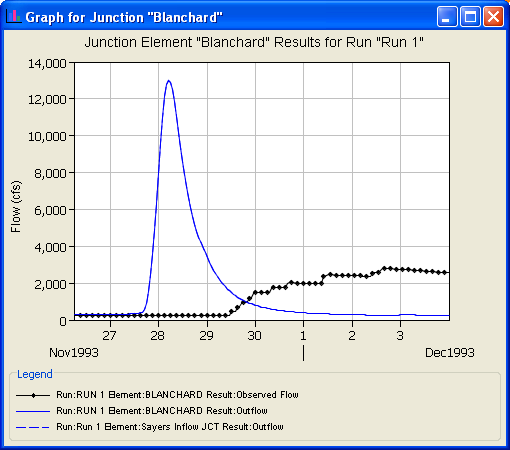 Graph for Junction "Blanchard"
Junction Element "Blanchard" Results for Run "Run 1"
14,000
12,000
10,000
8,000
6,000
4,000
2,000
0
Flow (cfs)
27 28 29 30 1 2 3
Nov1993 Dec1993
Legend
Run:RUN 1 Element:BLANCHARD Result:Observed Flow
Run:RUN 1 Element:BLANCHARD Result:Outflow
Run:Run 1 Element:Sayers Inflow JCT Result:Outflow